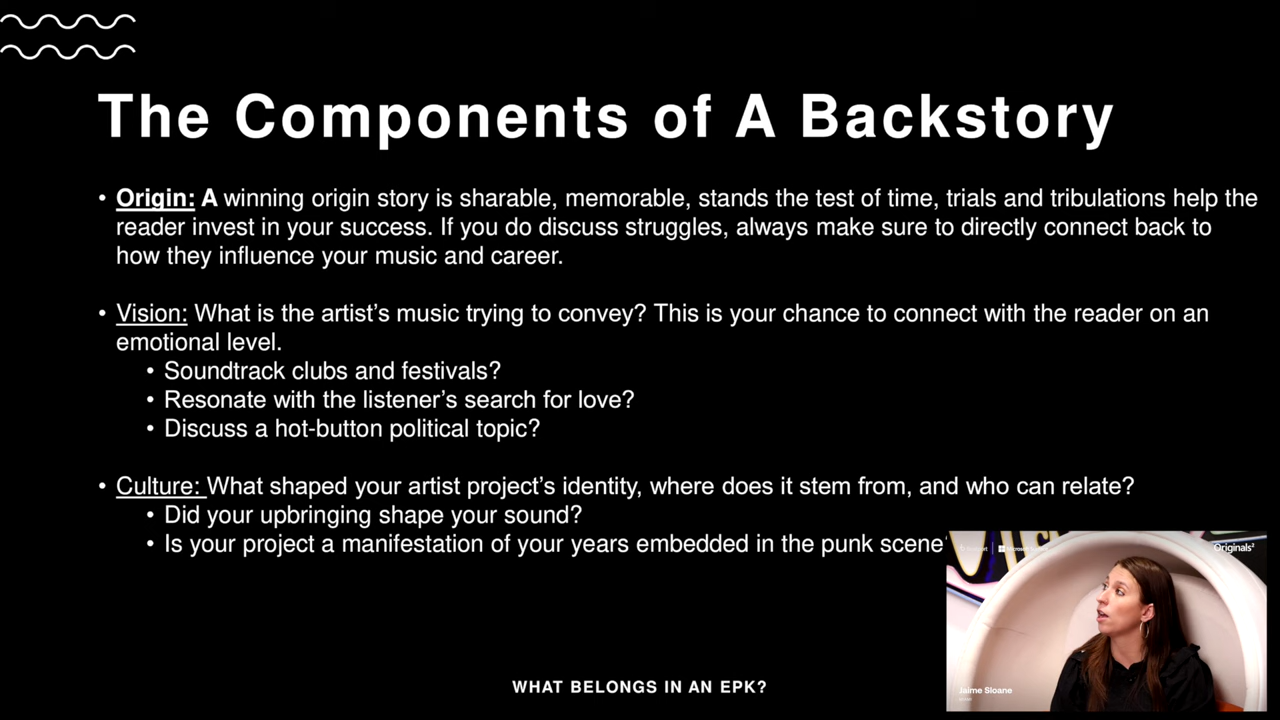 The Components of A Backstory
• Origin: A winning origin story is sharable, memorable, stands the test of time, trials and tribulations help the
reader invest in your success. If you do discuss struggles, always make sure to directly connect back to
how they influence your music and career.
• Vision: What is the artist’s music trying to convey? This is your chance to connect with the reader on an
emotional level.
• Soundtrack clubs and festivals?
• Resonate with the listener’s search for love?
• Discuss a hot-button political topic?
• Culture: What shaped your artist project’s identity, where does it stem from, and who can relate?
• Did your upbringing shape your sound?
• Is your project a manifestation of your years embedded in the punk scene
Originals
Jaime Sloane
WHAT BELONGS IN AN EPK?